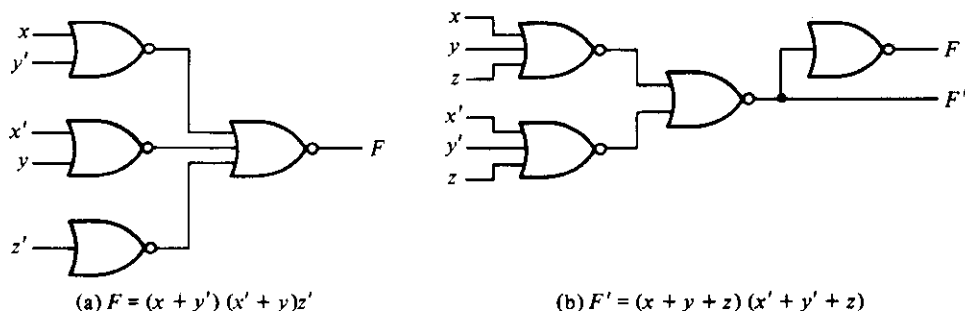 x
y'
x'
y
z'
F
(a) F = (x + y') (x' + y)z'
x
y
z
x'
y'
z
F
F'
(b) F' = (x + y + z) (x' + y' + z)